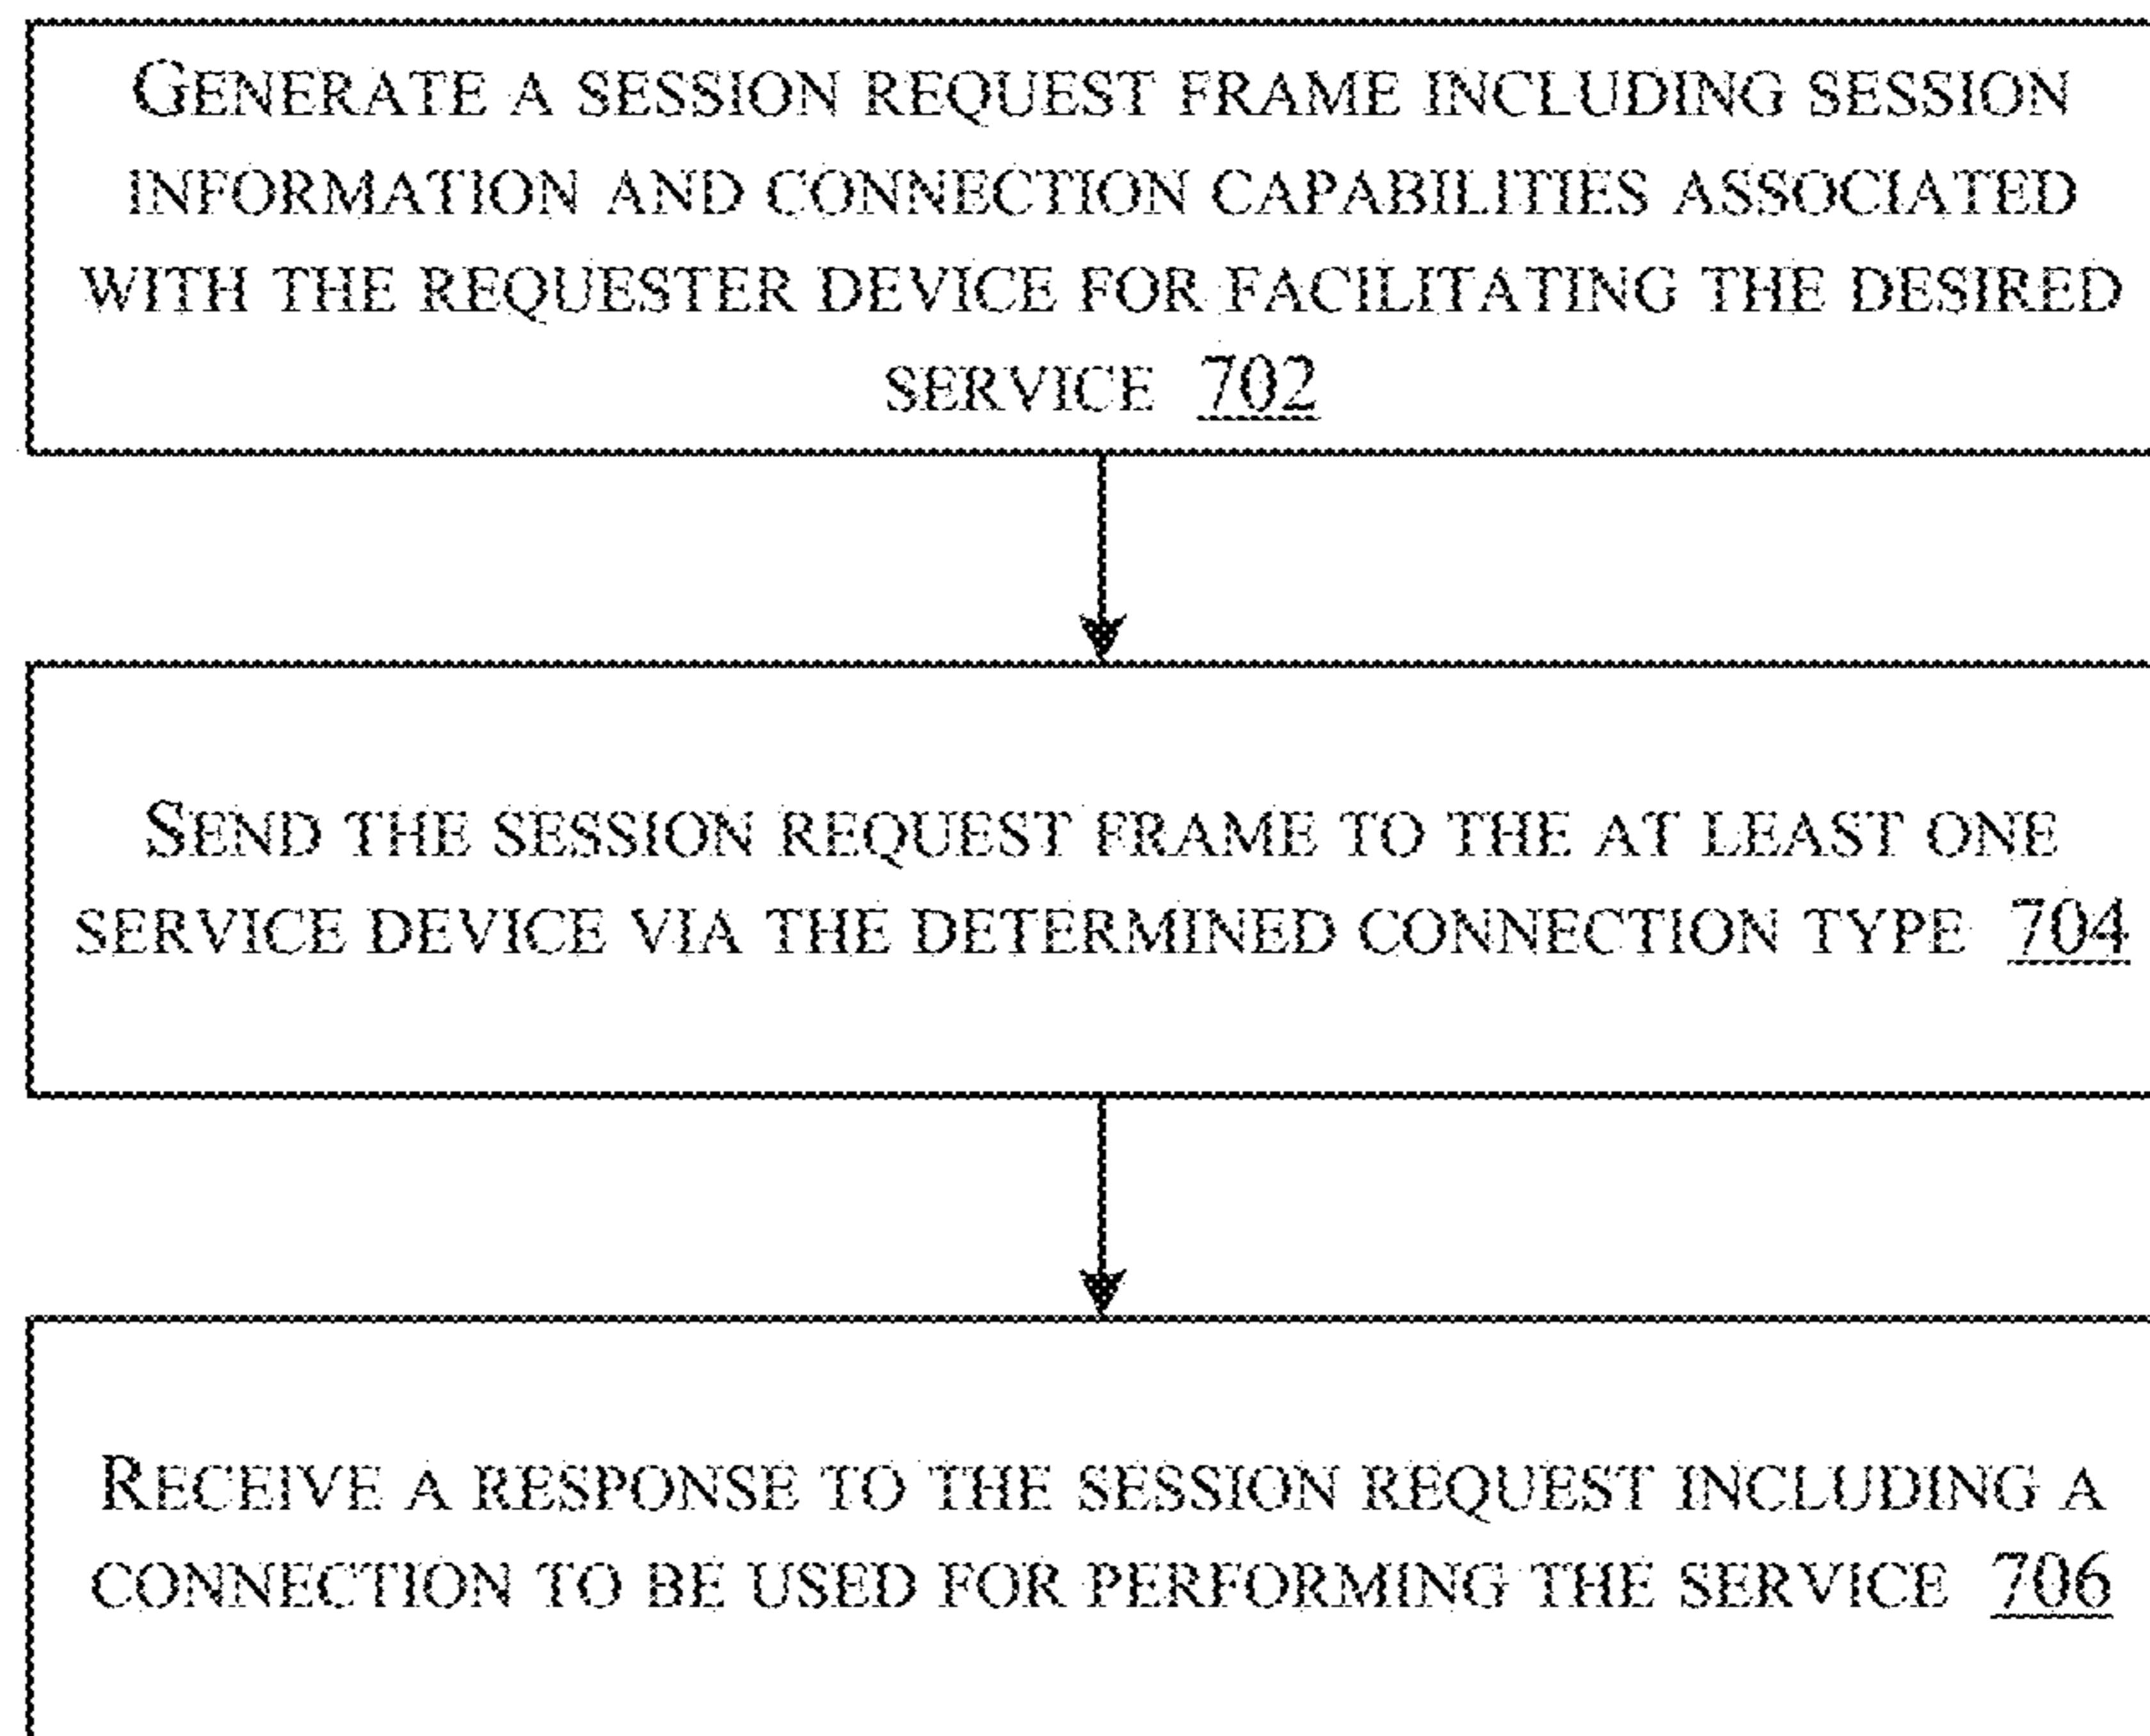 GENERATE A SESSION REQUEST FRAME INCLUDING SESSION
INFORMATION AND CONNECTION CAPABILITIES ASSOCIATED
WITH THE REQUESTER DEVICE FOR FACILITATING THE DESIRED
SERVICE 702
SEND THE SESSION REQUEST FRAME TO THE AT LEAST ONE
SERVICE DEVICE VIA THE DETERMINED CONNECTION TYPE 704
RECEIVE A RESPONSE TO THE SESSION REQUEST INCLUDING A
CONNECTION TO BE USED FOR PERFORMING THE SERVICE 706